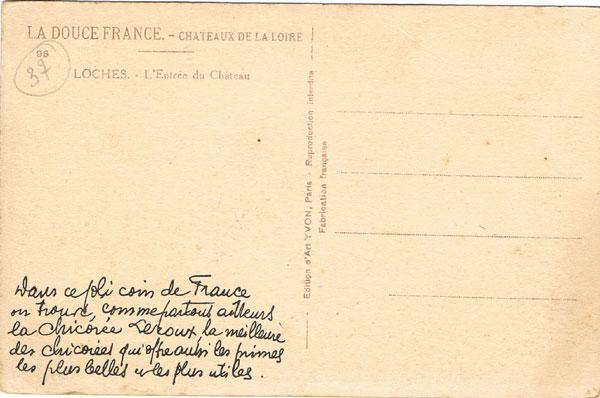 LA DOUCE FRANCE. - CHATEAUX DE LA LOIRE
98
37
LOCHES. - L'Entrée du Château
Dans ce joli coin de France
on trouve, comme partout ailleurs
la chicorée Leroux, la meilleure
des chicorées qui offre aussi les primes
les plus belles et les plus utiles.
Edition d'Art YVON, Paris - Reproduction interdite
Fabrication française